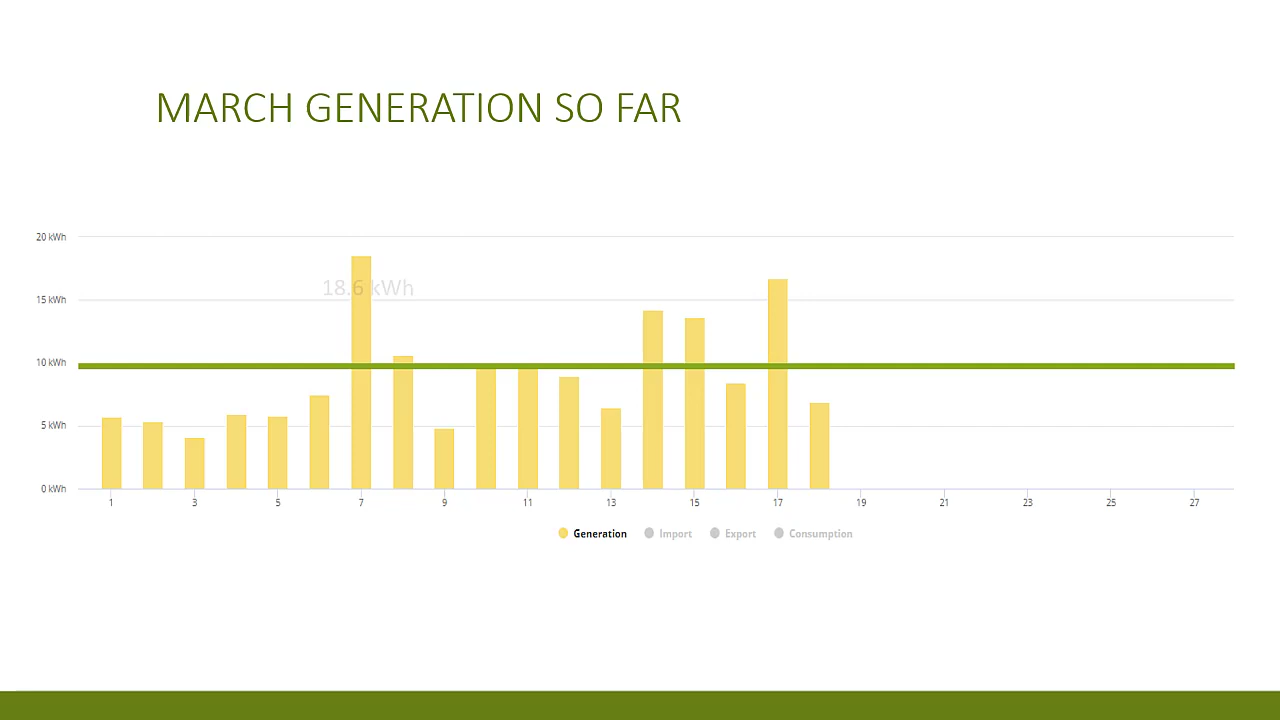 MARCH GENERATION SO FAR
20 kWh
18.6 kWh
15 kWh
10 kWh
5 kWh
0 kWh
1 3 5 7 9 11 13 15 17 19 21 23 25 27
Generation Import Export Consumption